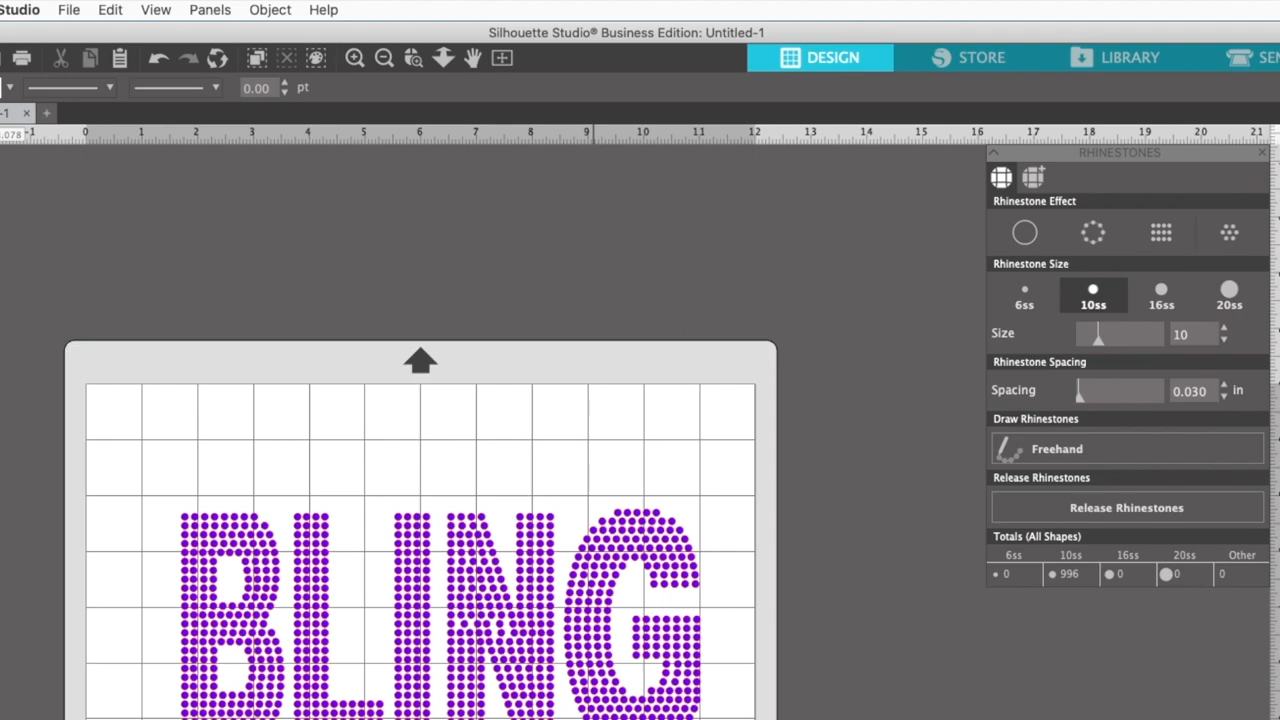 Studio File Edit View Panels Object Help
Silhouette Studio® Business Edition: Untitled-1
DESIGN STORE LIBRARY SEN
0.00 pt
-1 × +
.078 -1 0 1 2 3 4 5 6 7 8 9 10 11 12 13 14 15 16 17 18 19 20 21
RHINESTONES
Rhinestone Effect
Rhinestone Size
6ss 10ss 16ss 20ss
Size 10
Rhinestone Spacing
Spacing 0.030 in
Draw Rhinestones
Freehand
Release Rhinestones
Release Rhinestones
Totals (All Shapes)
6ss 10ss 16ss 20ss Other
0 996 0 0 0
BLING